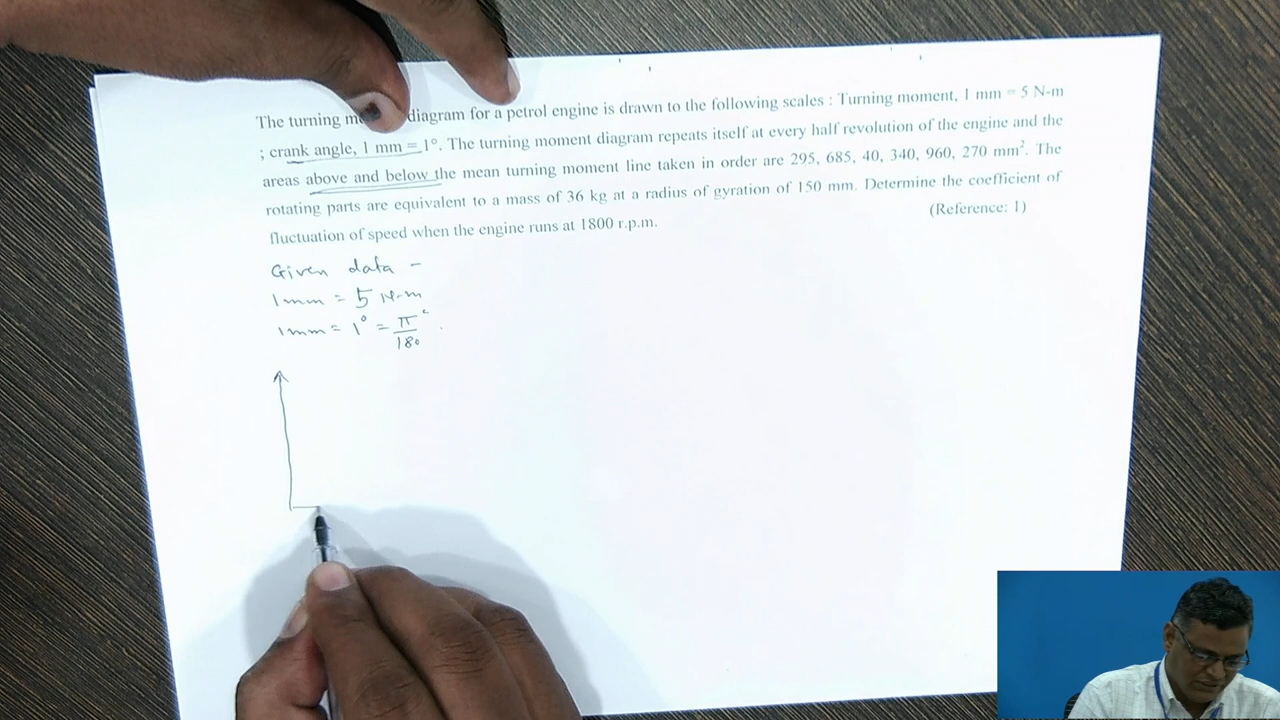 The turning diagram for a petrol engine is drawn to the following scales : Turning moment, 1 mm = 5 N-m
; crank angle, 1 mm = 1°. The turning moment diagram repeats itself at every half revolution of the engine and the
areas above and below the mean turning moment line taken in order are 295, 685, 40, 340, 960, 270 mm². The
rotating parts are equivalent to a mass of 36 kg at a radius of gyration of 150 mm. Determine the coefficient of
fluctuation of speed when the engine runs at 1800 r.p.m. (Reference: 1)
Given data -
1mm = 5 N-m
1mm = 1° = π/180 ᶜ